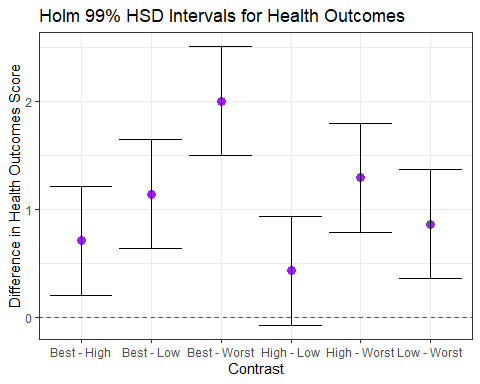 Holm 99% HSD Intervals for Health Outcomes
Difference in Health Outcomes Score
2
1
0
Best - High
Best - Low
Best - Worst
High - Low
High - Worst
Low - Worst
Contrast